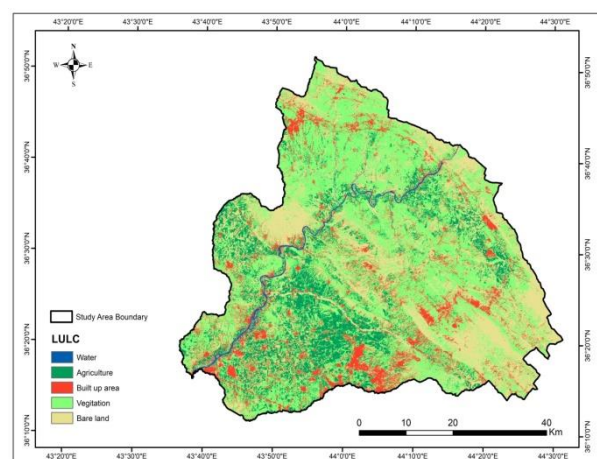 43°20'0"E 43°30'0"E 43°40'0"E 43°50'0"E 44°0'0"E 44°10'0"E 44°20'0"E 44°30'0"E
N
W E
S
36°50'0"N 36°50'0"N
36°40'0"N 36°40'0"N
36°30'0"N 36°30'0"N
36°20'0"N 36°20'0"N
36°10'0"N 36°10'0"N
Study Area Boundary
LULC
Water
Agriculture
Built up area
Vegitation
Bare land
0 10 20 40
Km
43°20'0"E 43°30'0"E 43°40'0"E 43°50'0"E 44°0'0"E 44°10'0"E 44°20'0"E 44°30'0"E